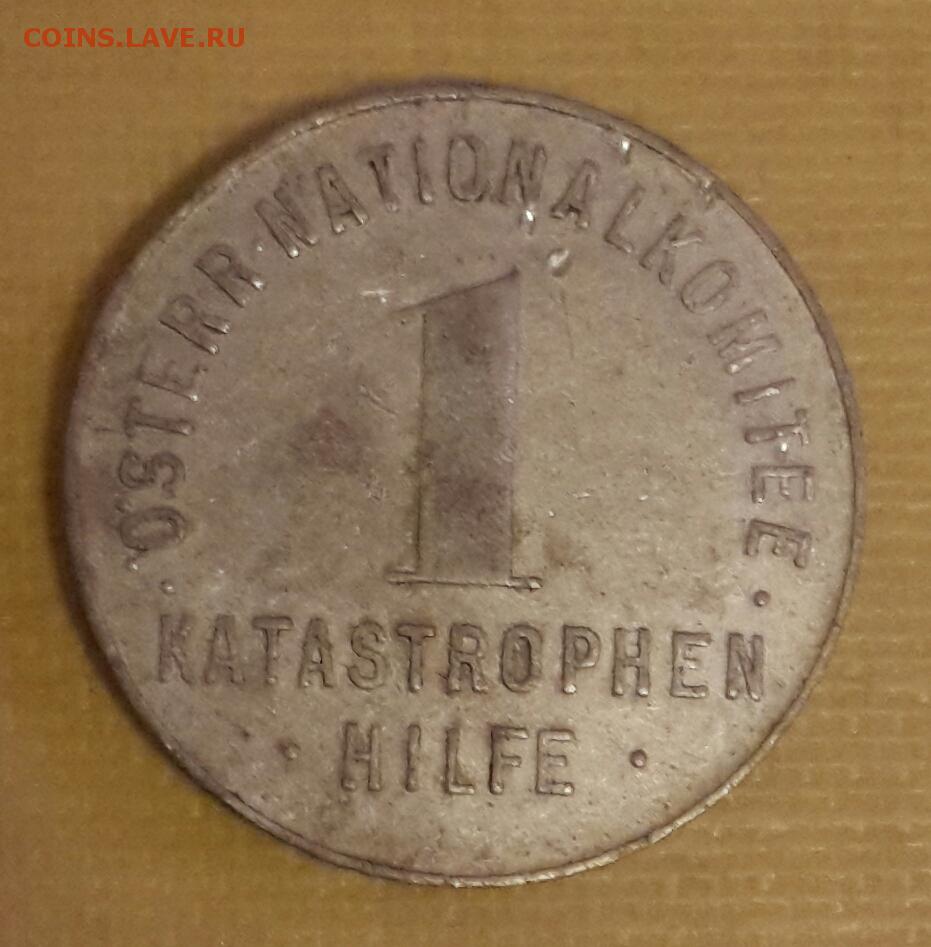 COINS.LAVE.RU
ÖSTERR·NATIONALKOMITEE
1
KATASTROPHEN
· HILFE ·